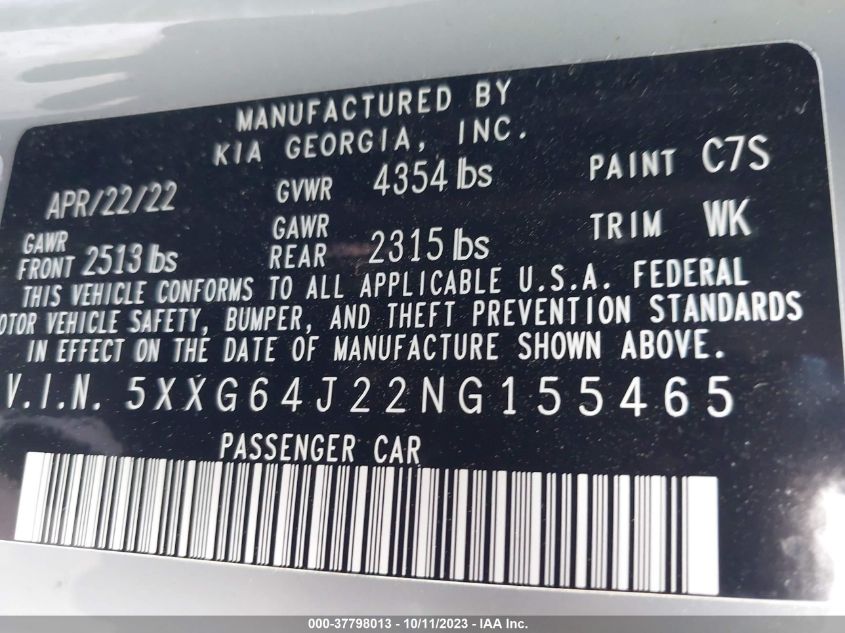 MANUFACTURED BY
KIA GEORGIA, INC.
APR/22/22 GVWR 4354 lbs PAINT C7S
GAWR FRONT 2513 lbs GAWR REAR 2315 lbs TRIM WK
THIS VEHICLE CONFORMS TO ALL APPLICABLE U.S.A. FEDERAL
OTOR VEHICLE SAFETY, BUMPER, AND THEFT PREVENTION STANDARDS
IN EFFECT ON THE DATE OF MANUFACTURE SHOWN ABOVE.
V.I.N. 5XXG64J22NG155465
PASSENGER CAR
000-37798013 - 10/11/2023 - © IAA, Inc.